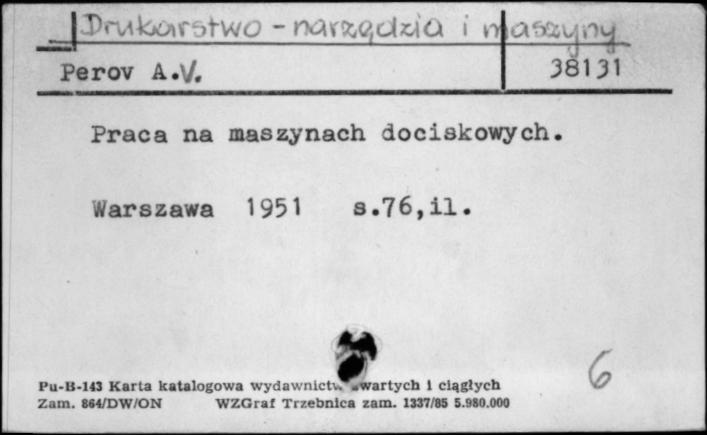 Drukarstwo - narzędzia i maszyny
Perov A.V.
38131
Praca na maszynach dociskowych.
Warszawa 1951 s.76,il.
6
Pu-B-143 Karta katalogowa wydawnictw zwartych i ciągłych
Zam. 864/DW/ON WZGraf Trzebnica zam. 1337/85 5.980.000